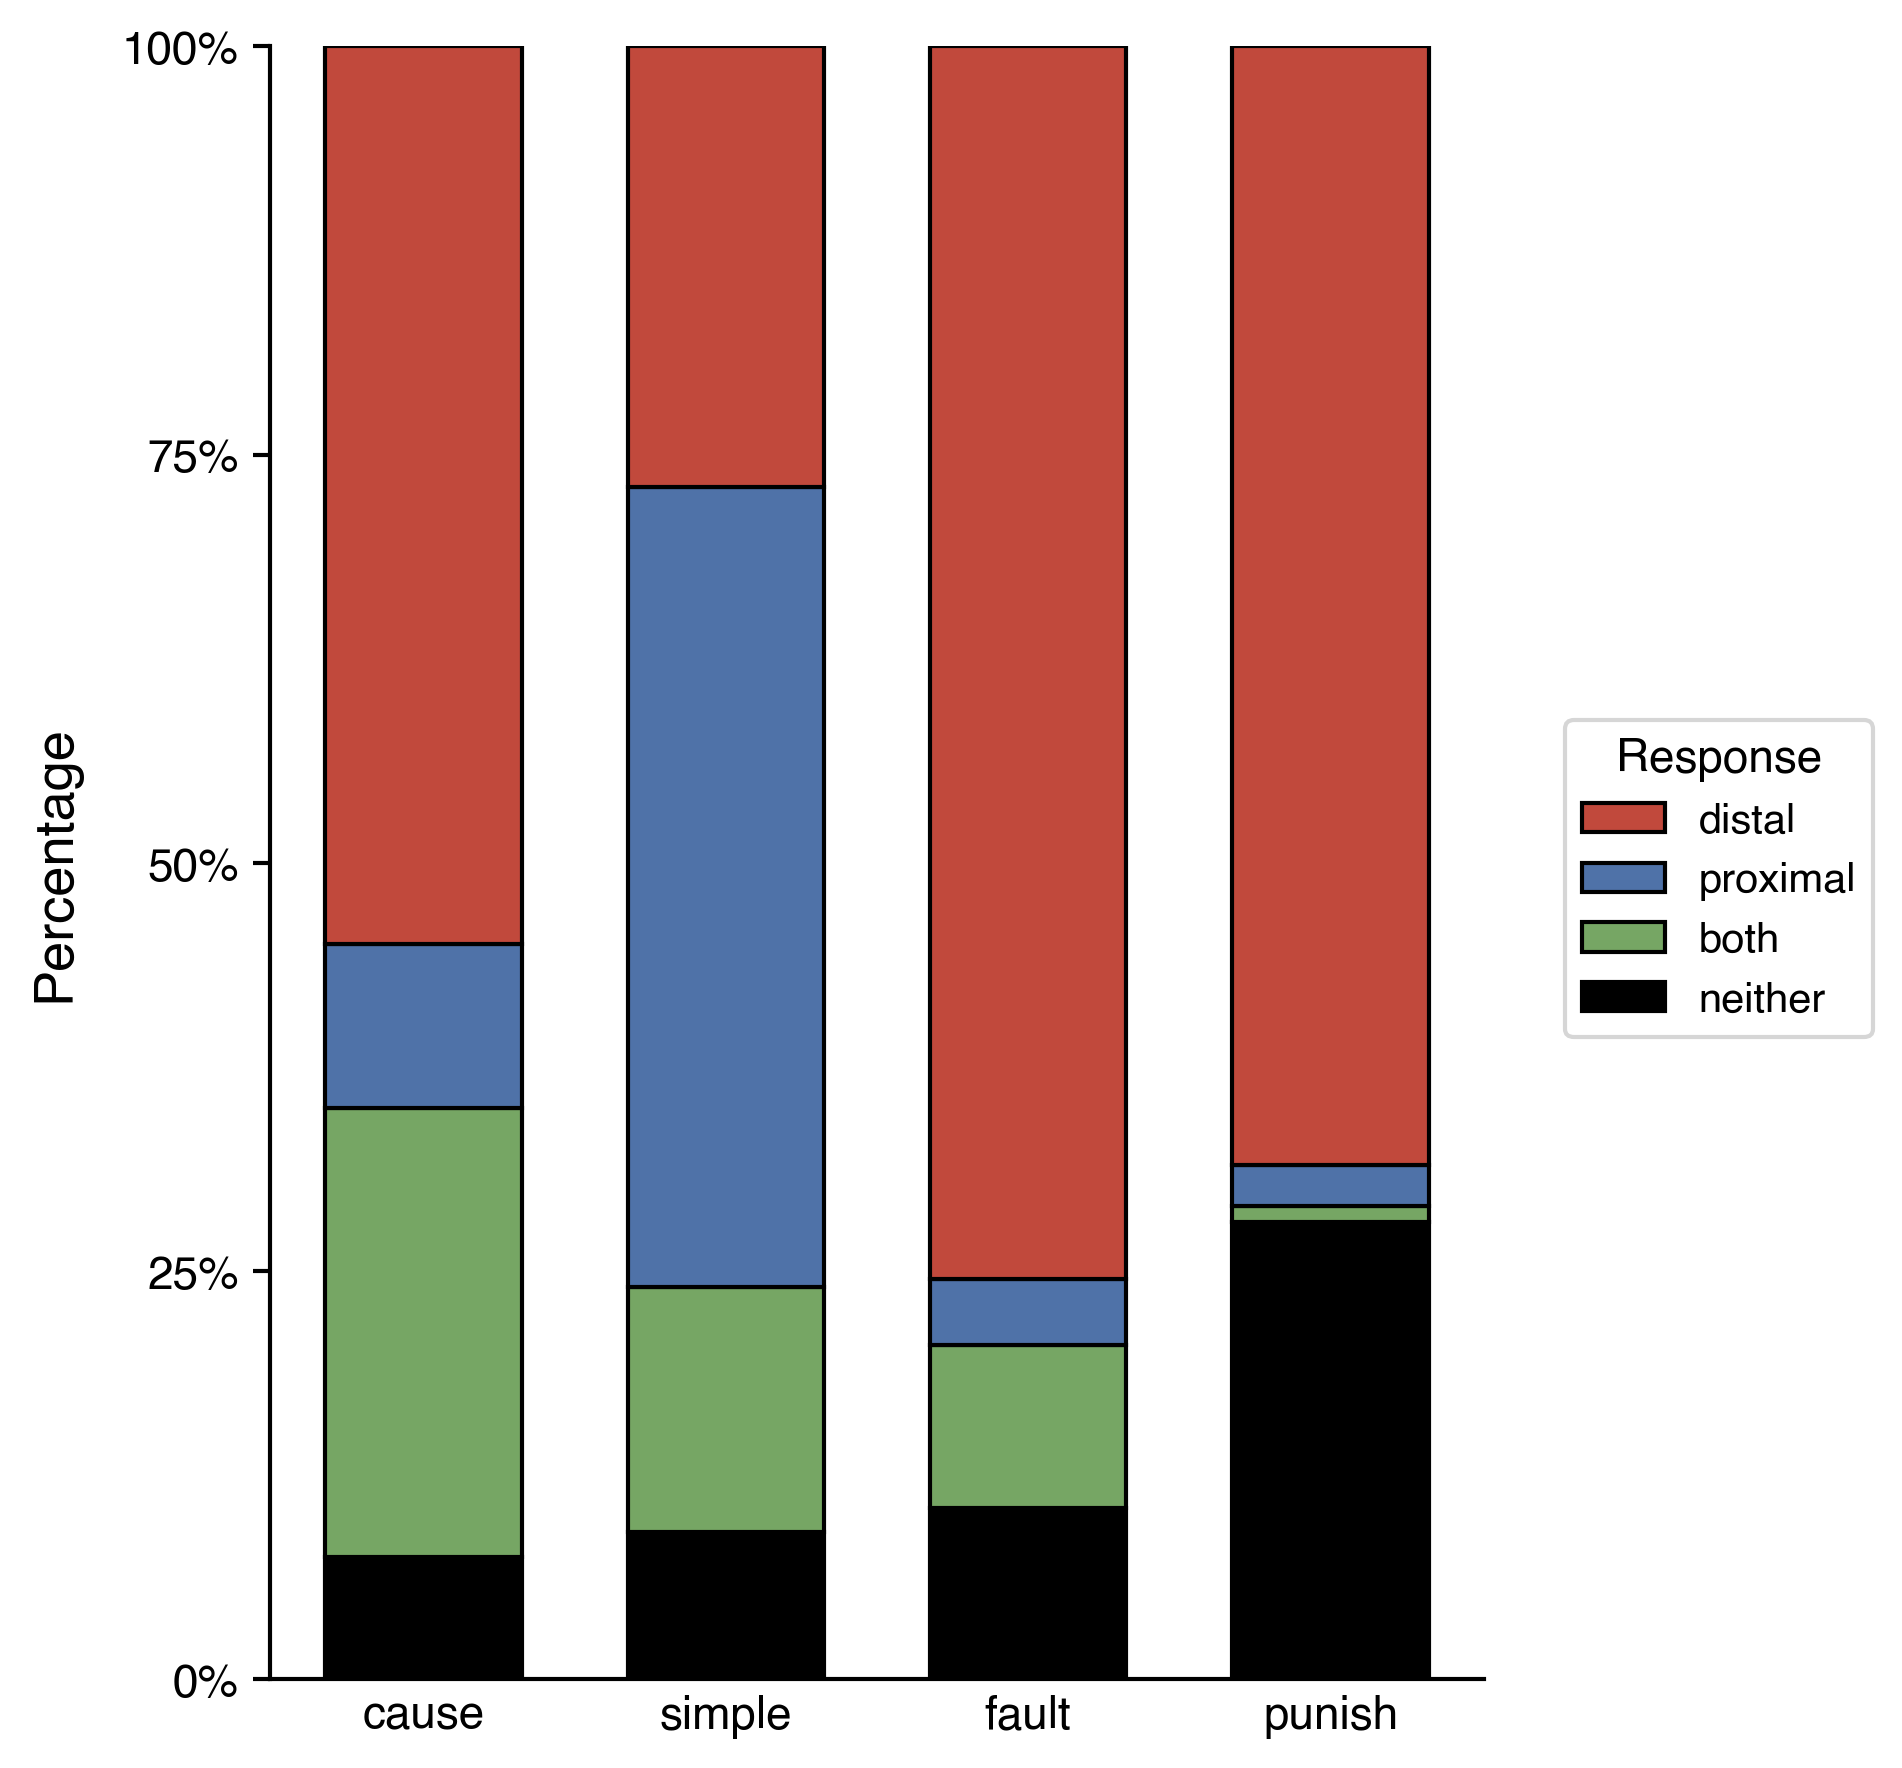 100%
75%
50%
25%
0%
Percentage
cause
simple
fault
punish
Response
distal
proximal
both
neither